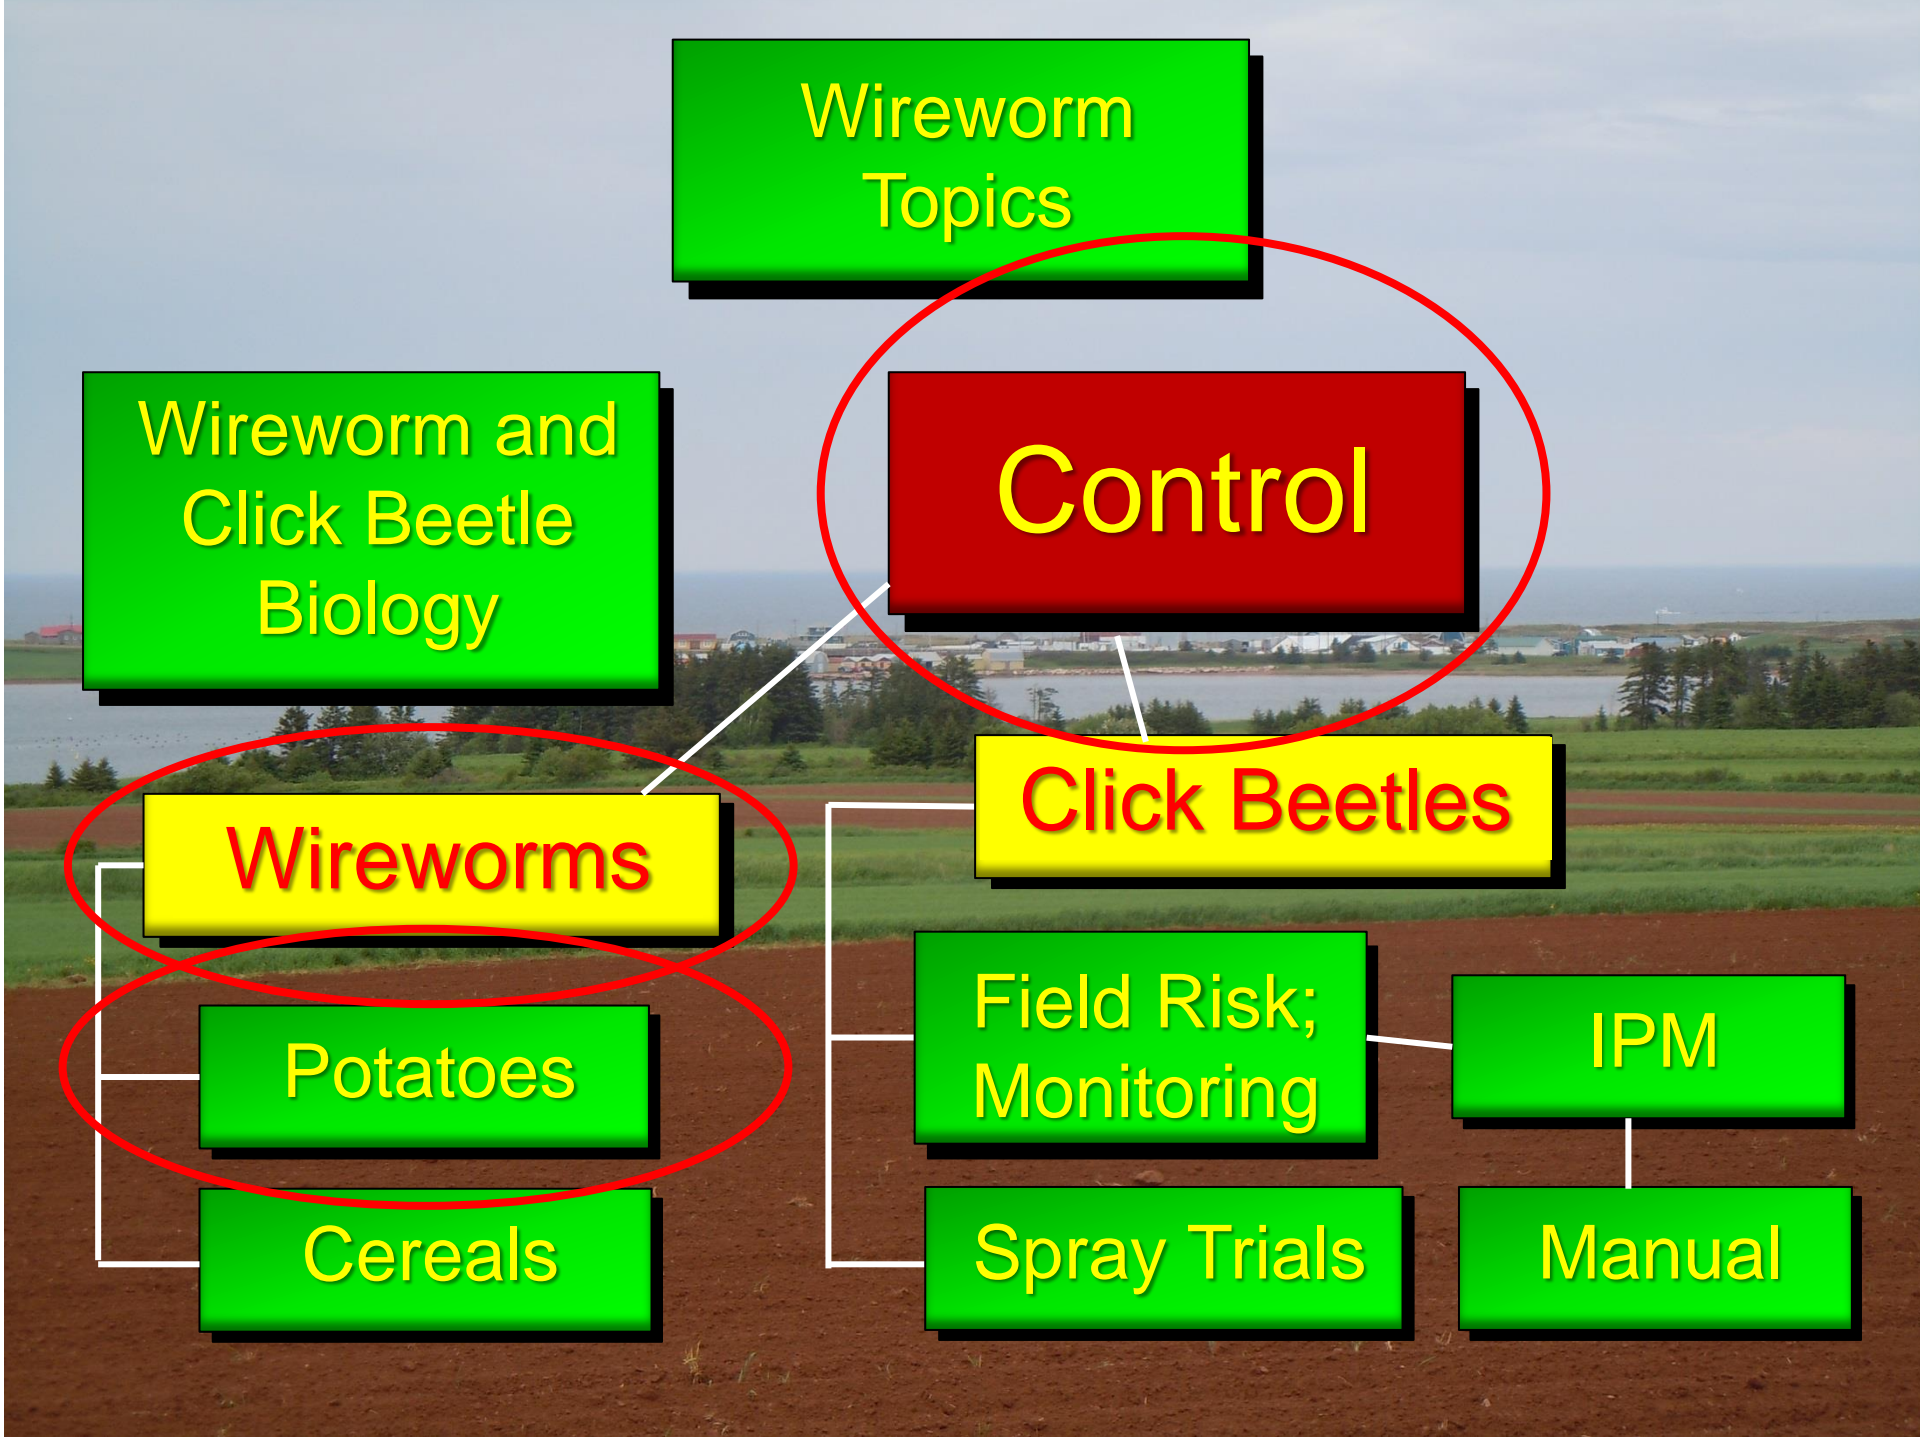 Wireworm
Topics
Wireworm and
Click Beetle
Biology
Control
Wireworms
Click Beetles
Potatoes
Field Risk;
Monitoring
IPM
Cereals
Spray Trials
Manual